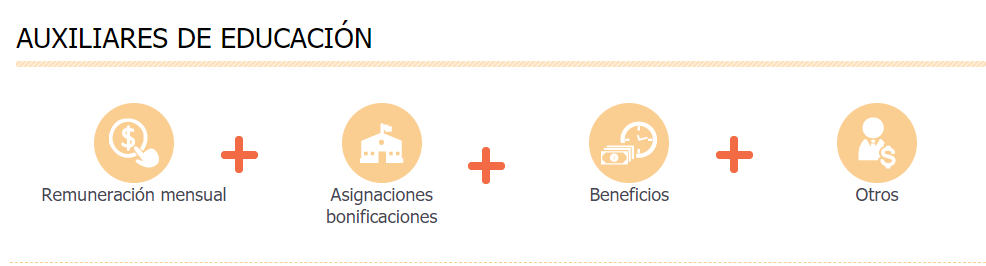 AUXILIARES DE EDUCACIÓN
Remuneración mensual
Asignaciones
bonificaciones
Beneficios
Otros